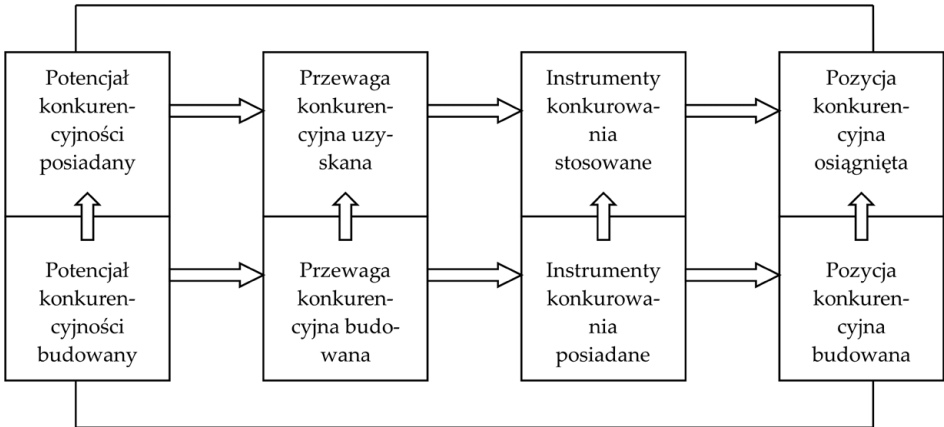 Potencjał
konkuren-
cyjności
posiadany
Przewaga
konkuren-
cyjna uzy-
skana
Instrumenty
konkurowa-
nia
stosowane
Pozycja
konkuren-
cyjna
osiągnięta
Potencjał
konkuren-
cyjności
budowany
Przewaga
konkuren-
cyjna budo-
wana
Instrumenty
konkurowa-
nia
posiadane
Pozycja
konkuren-
cyjna
budowana